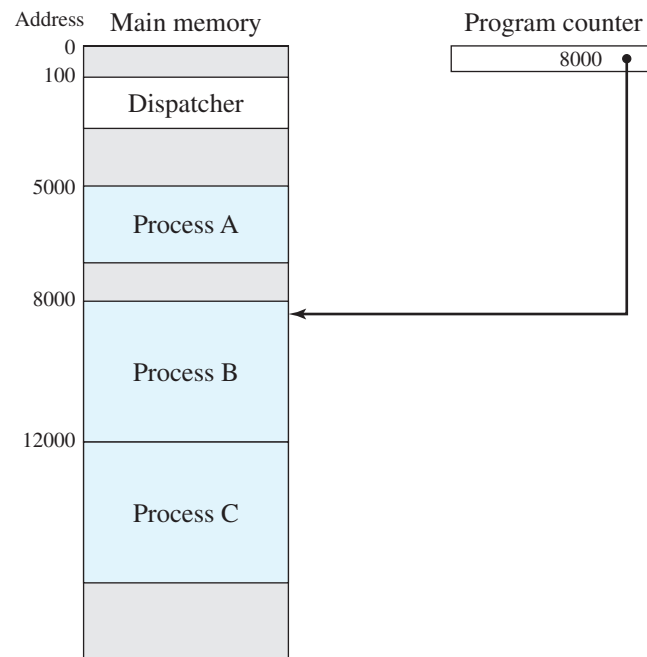 Address
Main memory
Program counter
0
8000
100
Dispatcher
5000
Process A
8000
Process B
12000
Process C